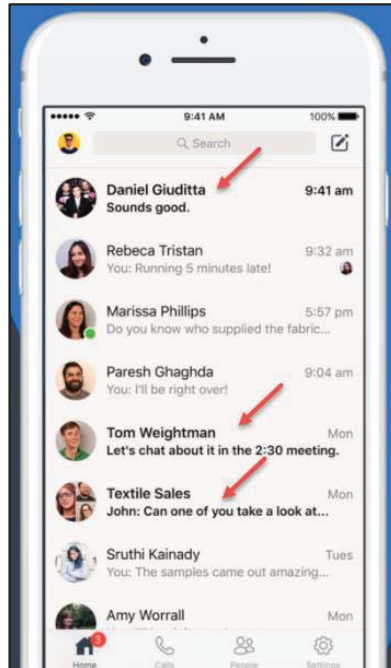 9:41 AM
100%
Search
Daniel Giuditta
9:41 am
Sounds good.
Rebeca Tristan
9:32 am
You: Running 5 minutes late!
Marissa Phillips
5:57 pm
Do you know who supplied the fabric...
Paresh Ghaghda
9:04 am
You: I'll be right over!
Tom Weightman
Mon
Let's chat about it in the 2:30 meeting.
Textile Sales
Mon
John: Can one of you take a look at...
Sruthi Kainady
Tues
You: The samples came out amazing...
Amy Worrall
Mon
3
Home
Calls
People
Settings